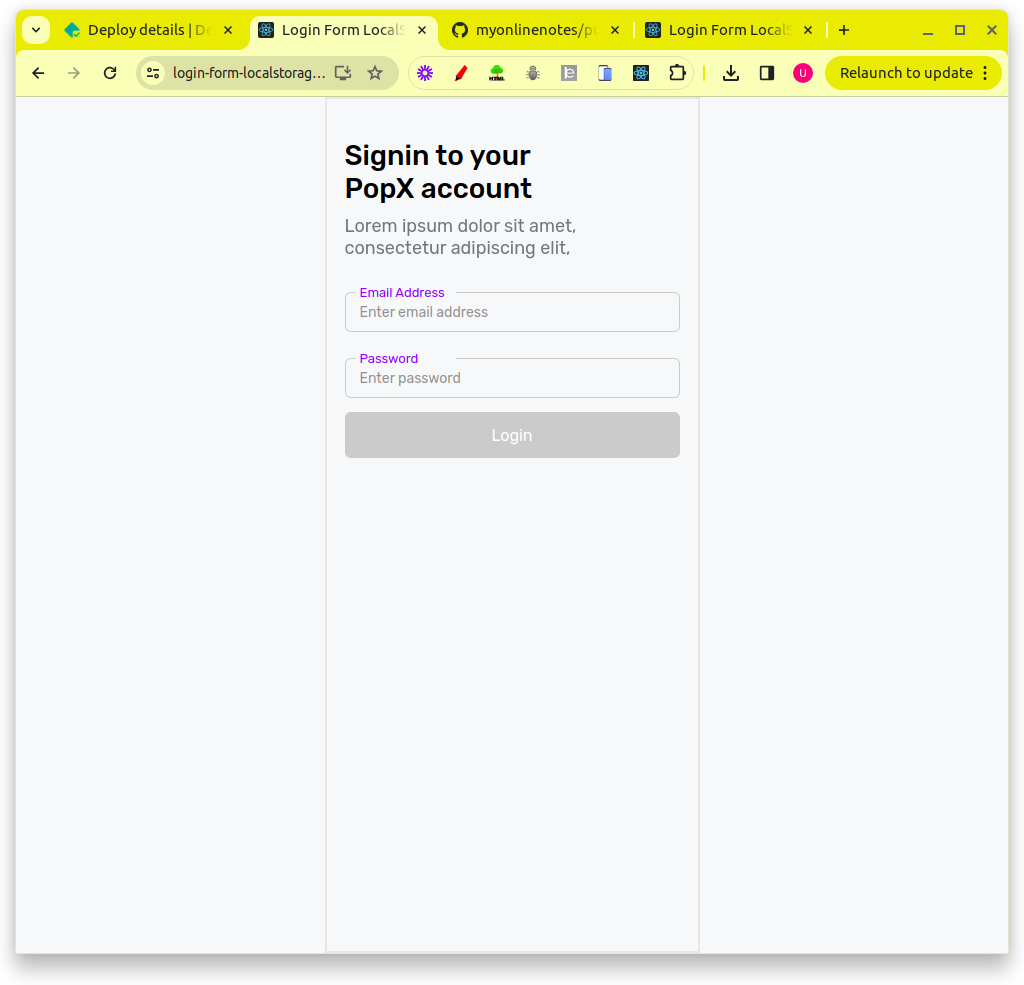 Deploy details | De
Login Form LocalS
myonlinenotes/pu
Login Form LocalS
login-form-localstorag...
HTML
U
Relaunch to update
Signin to your
PopX account
Lorem ipsum dolor sit amet,
consectetur adipiscing elit,
Email Address
Enter email address
Password
Enter password
Login